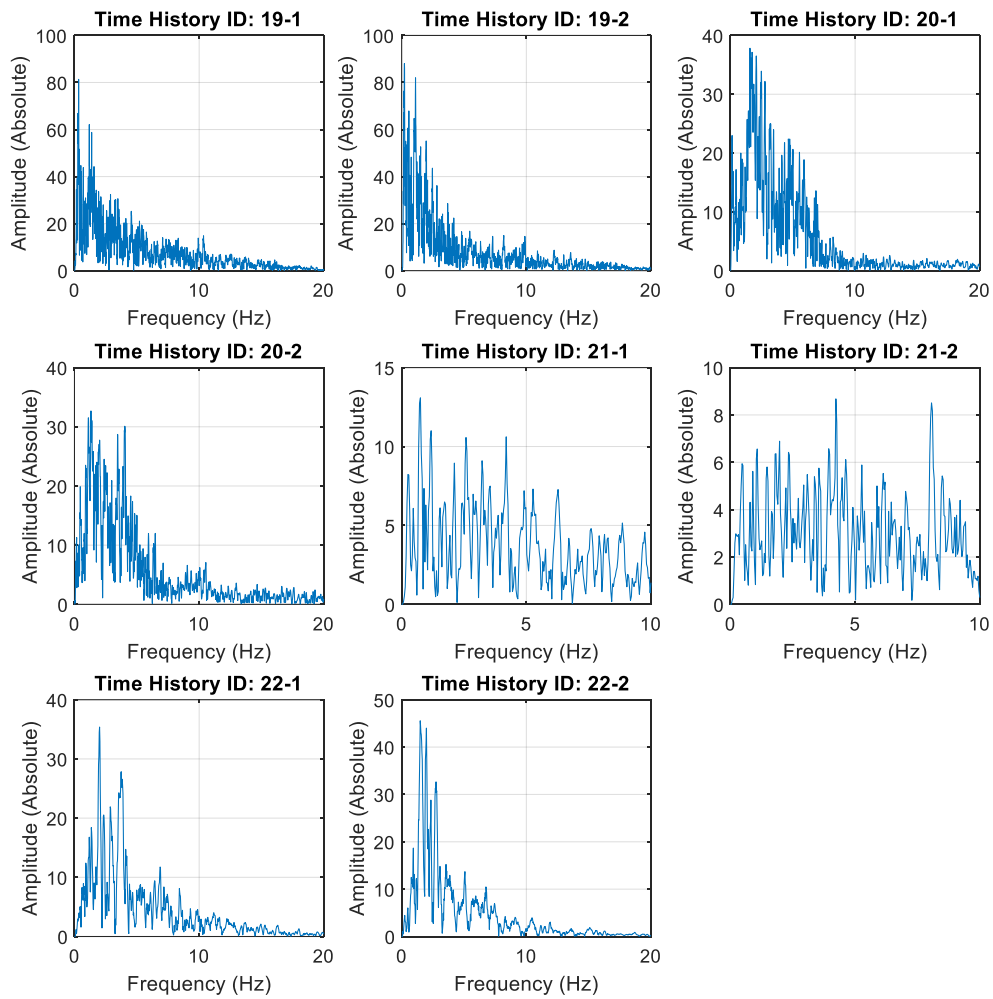 Time History ID: 19-1
Amplitude (Absolute)
100
80
60
40
20
0
0 10 20
Frequency (Hz)
Time History ID: 19-2
Amplitude (Absolute)
100
80
60
40
20
0
0 10 20
Frequency (Hz)
Time History ID: 20-1
Amplitude (Absolute)
40
30
20
10
0
0 10 20
Frequency (Hz)
Time History ID: 20-2
Amplitude (Absolute)
40
30
20
10
0
0 10 20
Frequency (Hz)
Time History ID: 21-1
Amplitude (Absolute)
15
10
5
0
0 5 10
Frequency (Hz)
Time History ID: 21-2
Amplitude (Absolute)
10
8
6
4
2
0
0 5 10
Frequency (Hz)
Time History ID: 22-1
Amplitude (Absolute)
40
30
20
10
0
0 10 20
Frequency (Hz)
Time History ID: 22-2
Amplitude (Absolute)
50
40
30
20
10
0
0 10 20
Frequency (Hz)